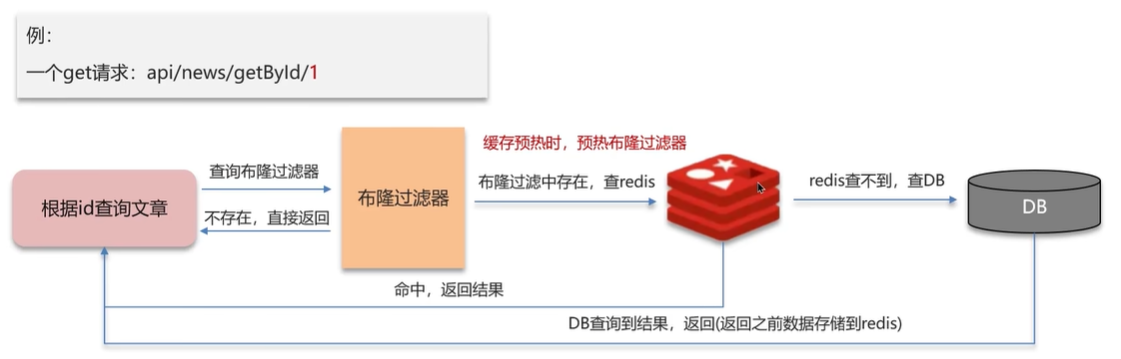 例：
一个get请求：api/news/getById/1
缓存预热时，预热布隆过滤器
查询布隆过滤器
布隆过滤中存在，查redis
redis查不到，查DB
根据id查询文章
布隆过滤器
DB
不存在，直接返回
命中，返回结果
DB查询到结果，返回(返回之前数据存储到redis)